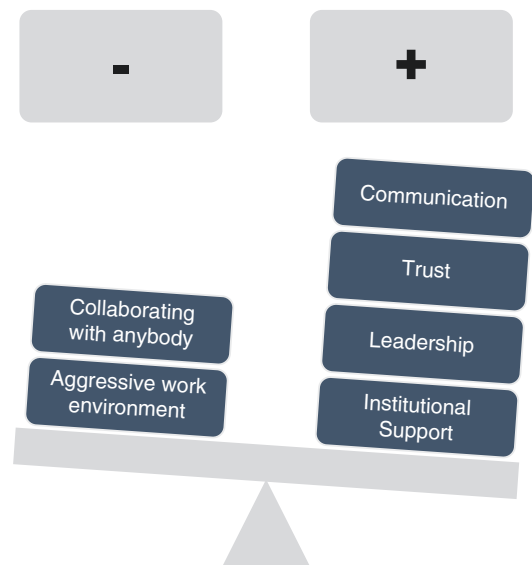 -
+
Communication
Trust
Collaborating
with anybody
Leadership
Aggressive work
environment
Institutional
Support